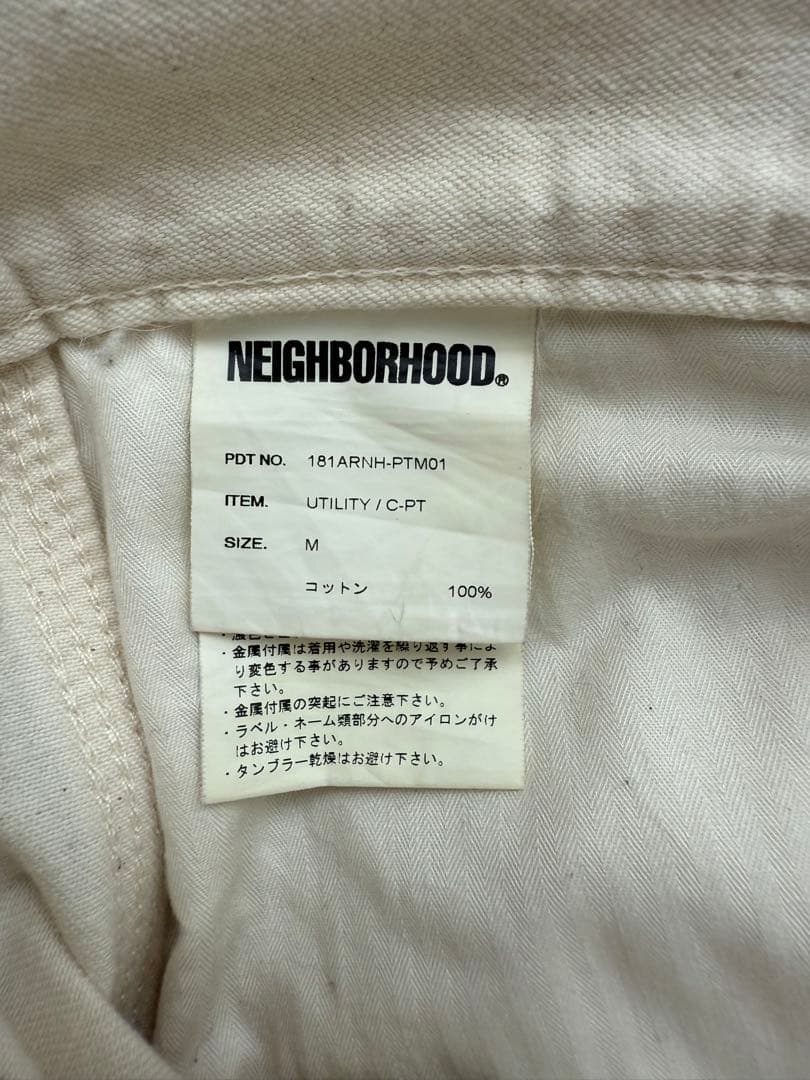 NEIGHBORHOOD®
PDT NO. 181ARNH-PTM01
ITEM. UTILITY / C-PT
SIZE. M
コットン 100%
・金属付属は着用や洗濯を繰り返す事によ
り変色する事がありますので予めご了承
下さい。
・金属付属の突起にご注意下さい。
・ラベル・ネーム類部分へのアイロンがけ
はお避け下さい。
・タンブラー乾燥はお避け下さい。